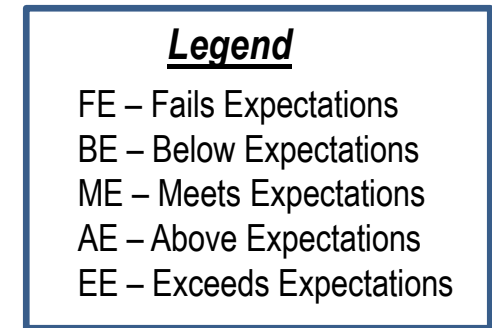 Legend
FE – Fails Expectations
BE – Below Expectations
ME – Meets Expectations
AE – Above Expectations
EE – Exceeds Expectations